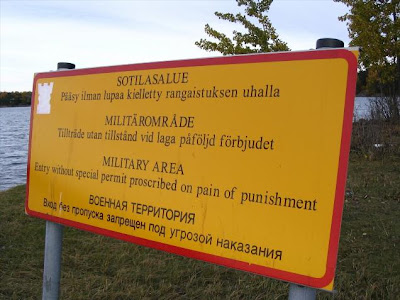 SOTILASALUE
Pääsy ilman lupaa kielletty rangaistuksen uhalla
MILITÄROMRÅDE
Tillträde utan tillstånd vid laga påföljd förbjudet
MILITARY AREA
Entry without special permit proscribed on pain of punishment
ВОЕННАЯ ТЕРРИТОРИЯ
Вход без пропуска запрещен под угрозой наказания